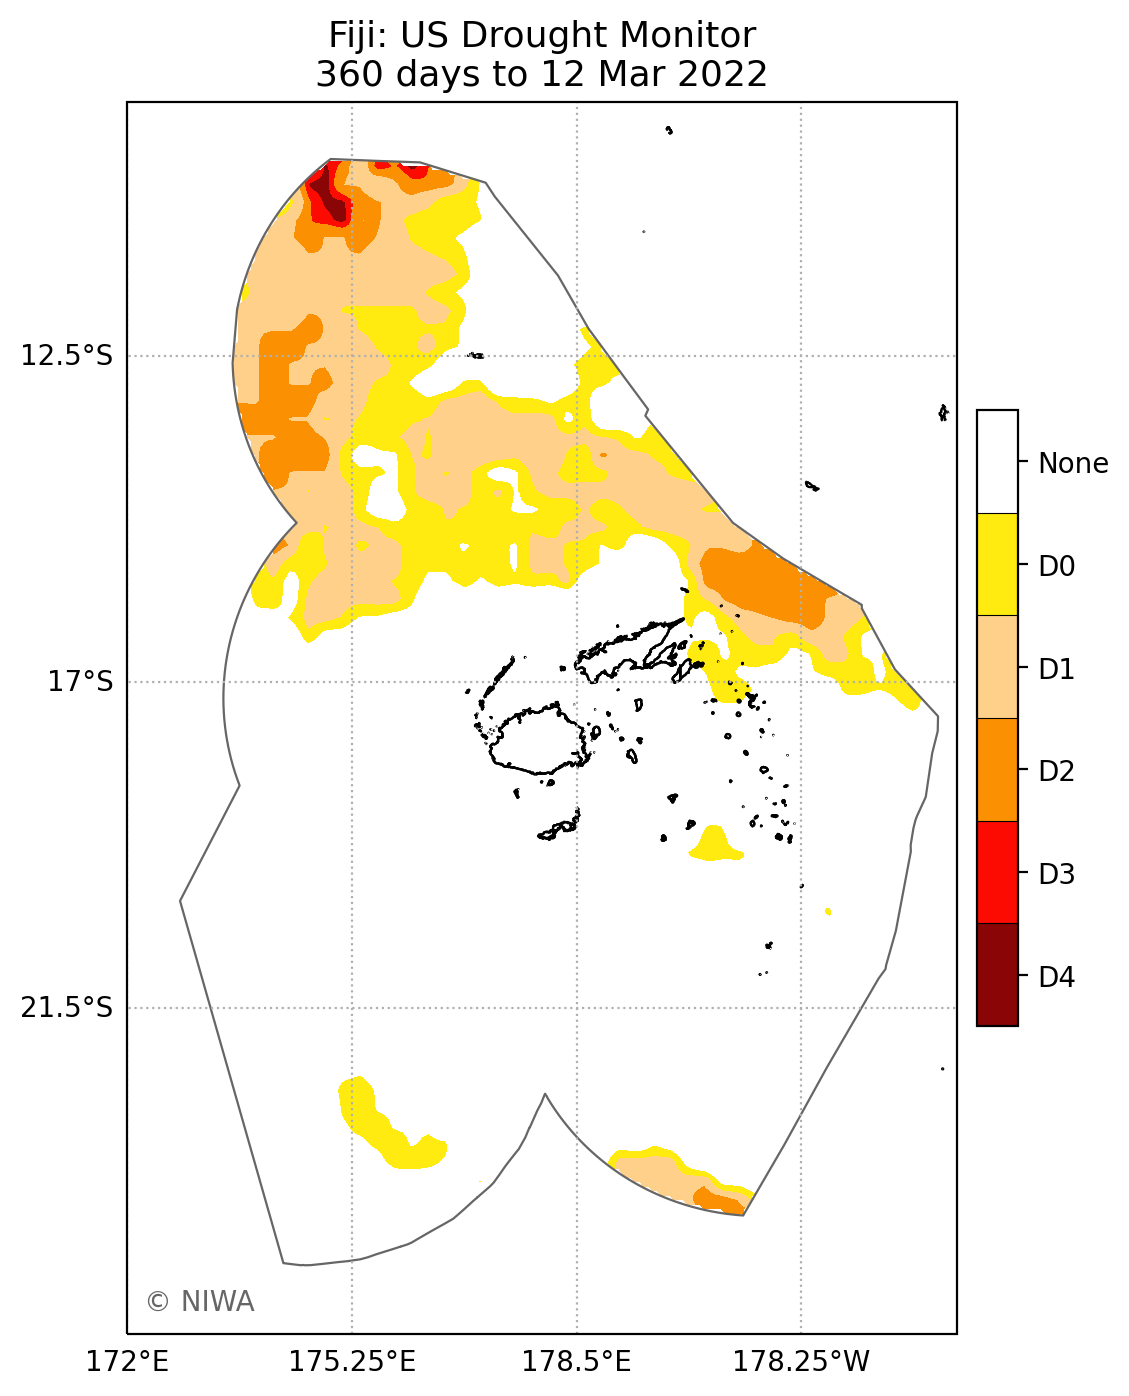 Fiji: US Drought Monitor
360 days to 12 Mar 2022
12.5°S
17°S
21.5°S
172°E
175.25°E
178.5°E
178.25°W
None
D0
D1
D2
D3
D4
© NIWA